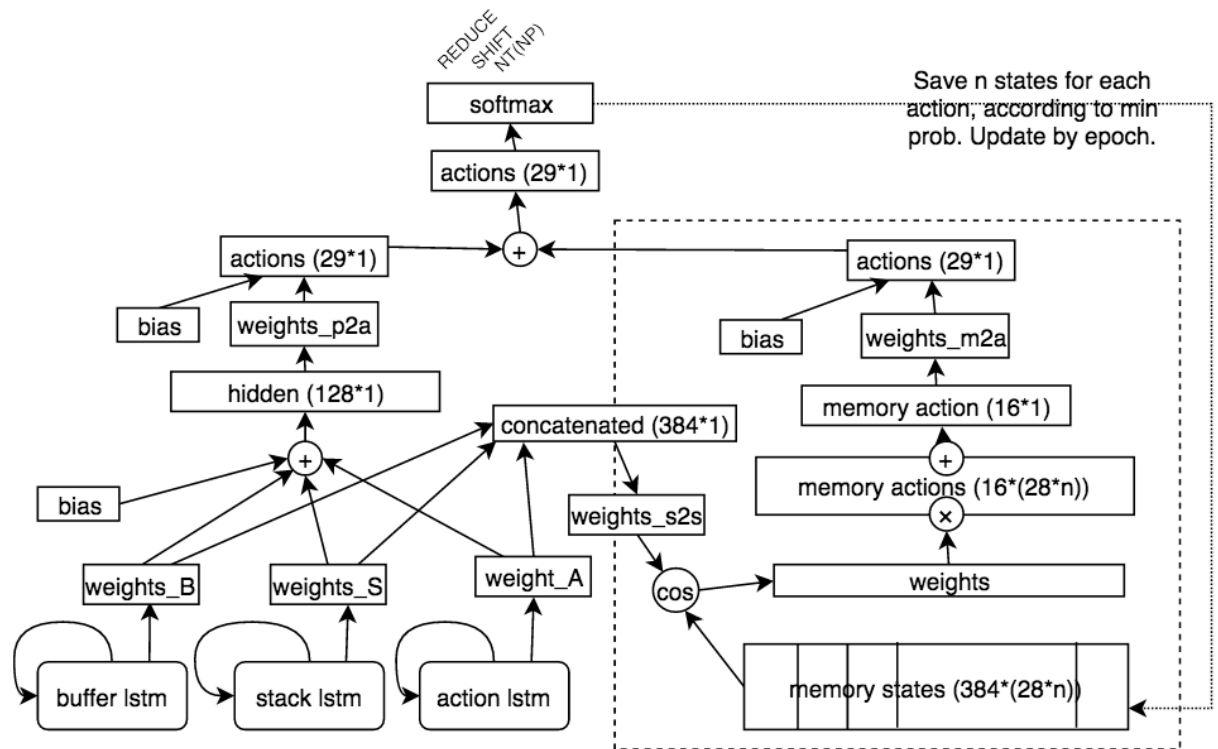 REDUCE
SHIFT
NT(NP)
softmax
Save n states for each
action, according to min
prob. Update by epoch.
actions (29*1)
+
actions (29*1)
actions (29*1)
bias
weights_p2a
bias
weights_m2a
hidden (128*1)
memory action (16*1)
concatenated (384*1)
+
+
memory actions (16*(28*n))
bias
weights_s2s
×
weights_B
weights_S
weight_A
cos
weights
buffer lstm
stack lstm
action lstm
memory states (384*(28*n))